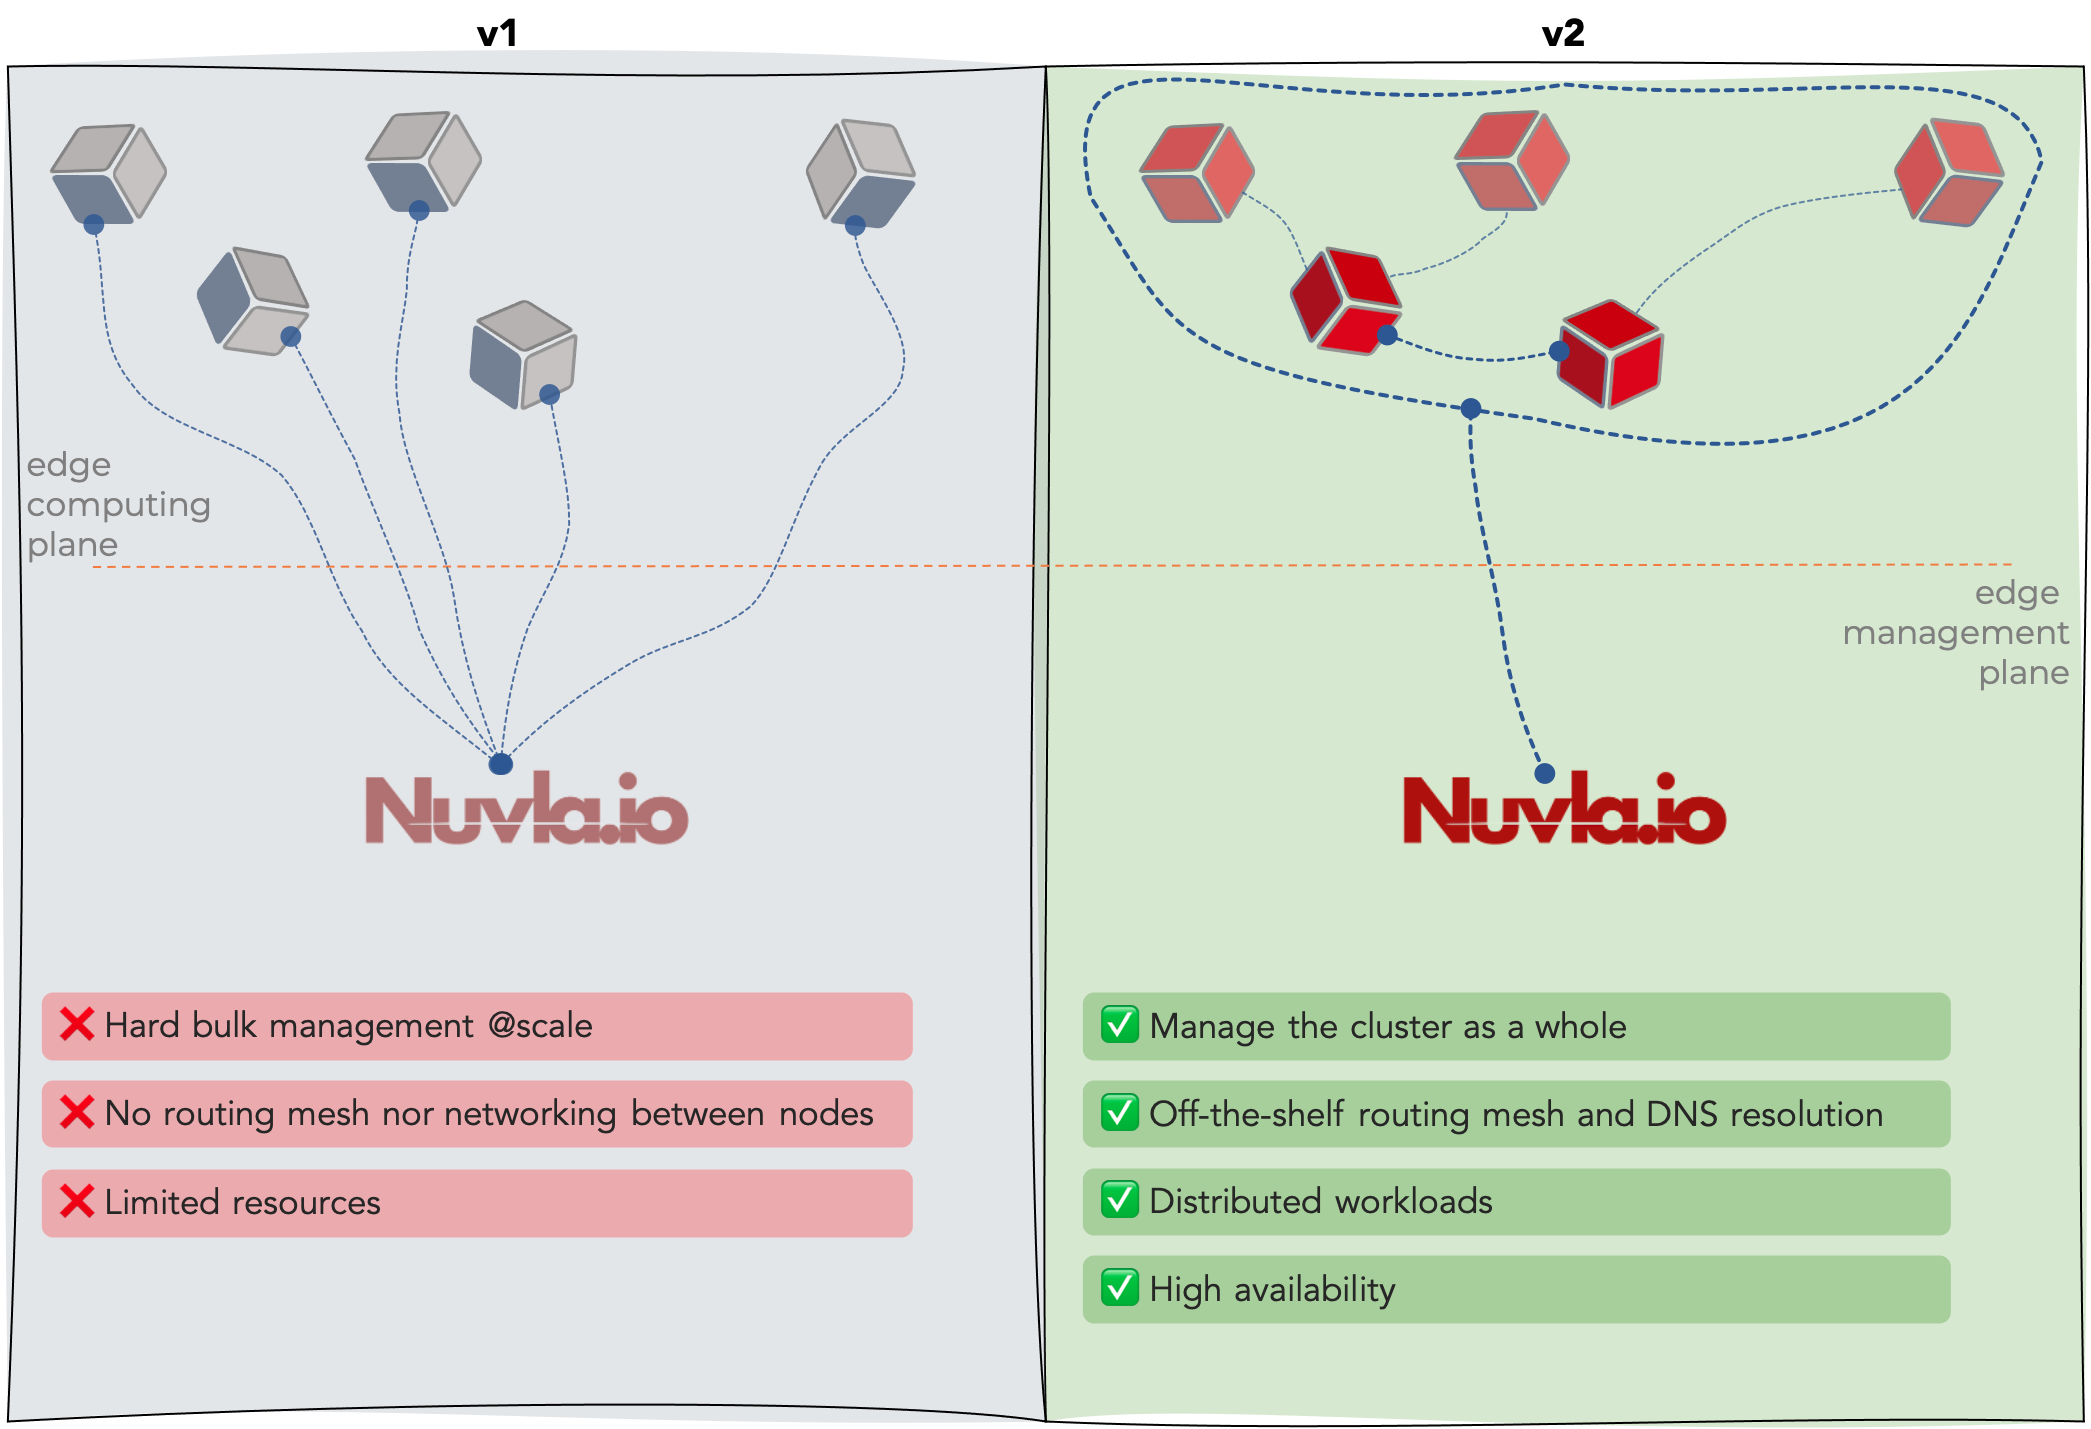 v1
v2
edge
computing
plane
edge
management
plane
Nuvla.io
Nuvla.io
Hard bulk management @scale
No routing mesh nor networking between nodes
Limited resources
Manage the cluster as a whole
Off-the-shelf routing mesh and DNS resolution
Distributed workloads
High availability